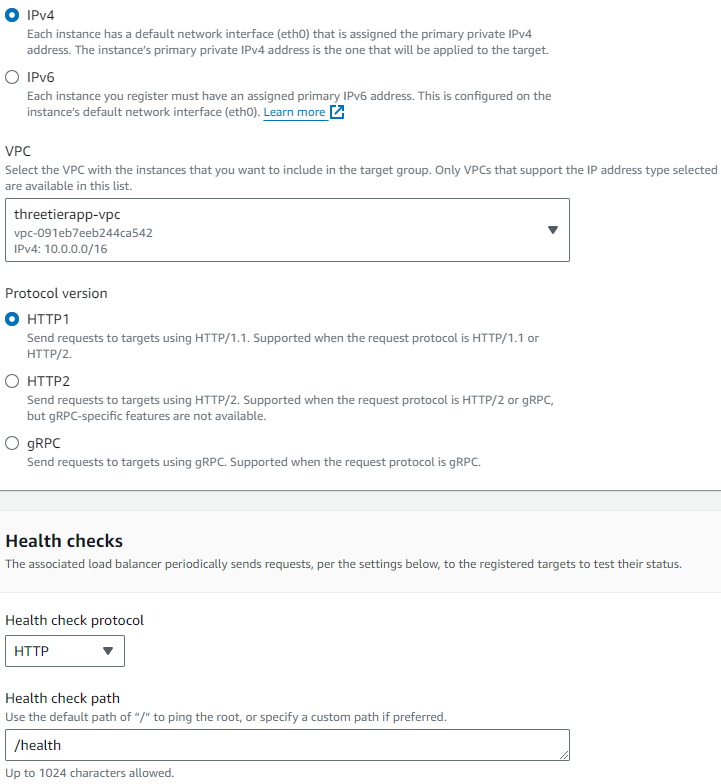 IPv4
Each instance has a default network interface (eth0) that is assigned the primary private IPv4
address. The instance's primary private IPv4 address is the one that will be applied to the target.
IPv6
Each instance you register must have an assigned primary IPv6 address. This is configured on the
instance's default network interface (eth0). Learn more
VPC
Select the VPC with the instances that you want to include in the target group. Only VPCs that support the IP address type selected
are available in this list.
threetierapp-vpc
vpc-091eb7eeb244ca542
IPv4: 10.0.0.0/16
Protocol version
HTTP1
Send requests to targets using HTTP/1.1. Supported when the request protocol is HTTP/1.1 or
HTTP/2.
HTTP2
Send requests to targets using HTTP/2. Supported when the request protocol is HTTP/2 or gRPC,
but gRPC-specific features are not available.
gRPC
Send requests to targets using gRPC. Supported when the request protocol is gRPC.
Health checks
The associated load balancer periodically sends requests, per the settings below, to the registered targets to test their status.
Health check protocol
HTTP
Health check path
Use the default path of "/" to ping the root, or specify a custom path if preferred.
/health
Up to 1024 characters allowed.